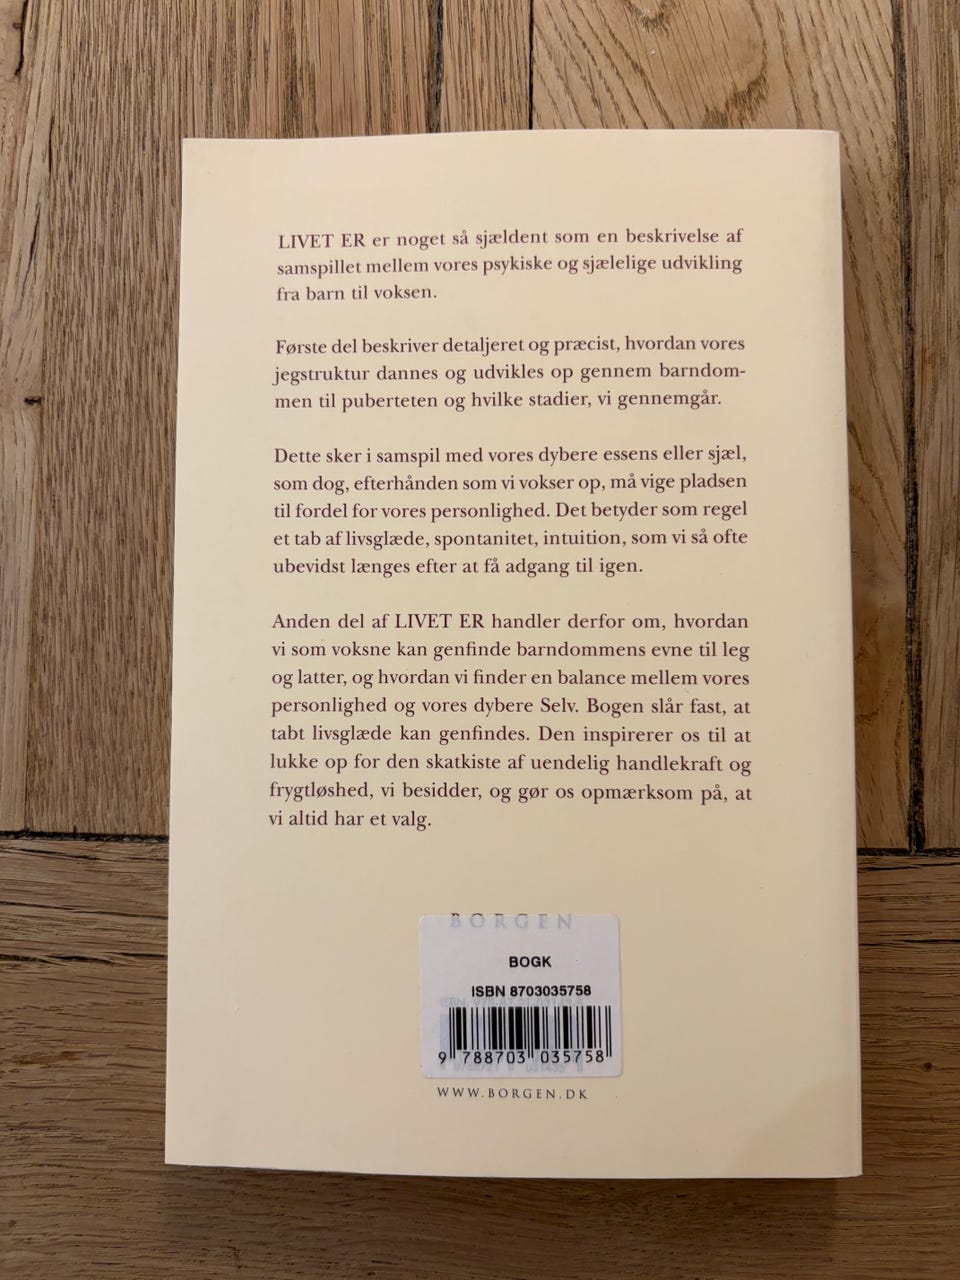 LIVET ER er noget så sjældent som en beskrivelse af
samspillet mellem vores psykiske og sjælelige udvikling
fra barn til voksen.
Første del beskriver detaljeret og præcist, hvordan vores
jegstruktur dannes og udvikles op gennem barndom-
men til puberteten og hvilke stadier, vi gennemgår.
Dette sker i samspil med vores dybere essens eller sjæl,
som dog, efterhånden som vi vokser op, må vige pladsen
til fordel for vores personlighed. Det betyder som regel
et tab af livsglæde, spontanitet, intuition, som vi så ofte
ubevidst længes efter at få adgang til igen.
Anden del af LIVET ER handler derfor om, hvordan
vi som voksne kan genfinde barndommens evne til leg
og latter, og hvordan vi finder en balance mellem vores
personlighed og vores dybere Selv. Bogen slår fast, at
tabt livsglæde kan genfindes. Den inspirerer os til at
lukke op for den skatkiste af uendelig handlekraft og
frygtløshed, vi besidder, og gør os opmærksom på, at
vi altid har et valg.
BORGEN
BOGK
ISBN 8703035758
9 788703 035758
WWW.BORGEN.DK